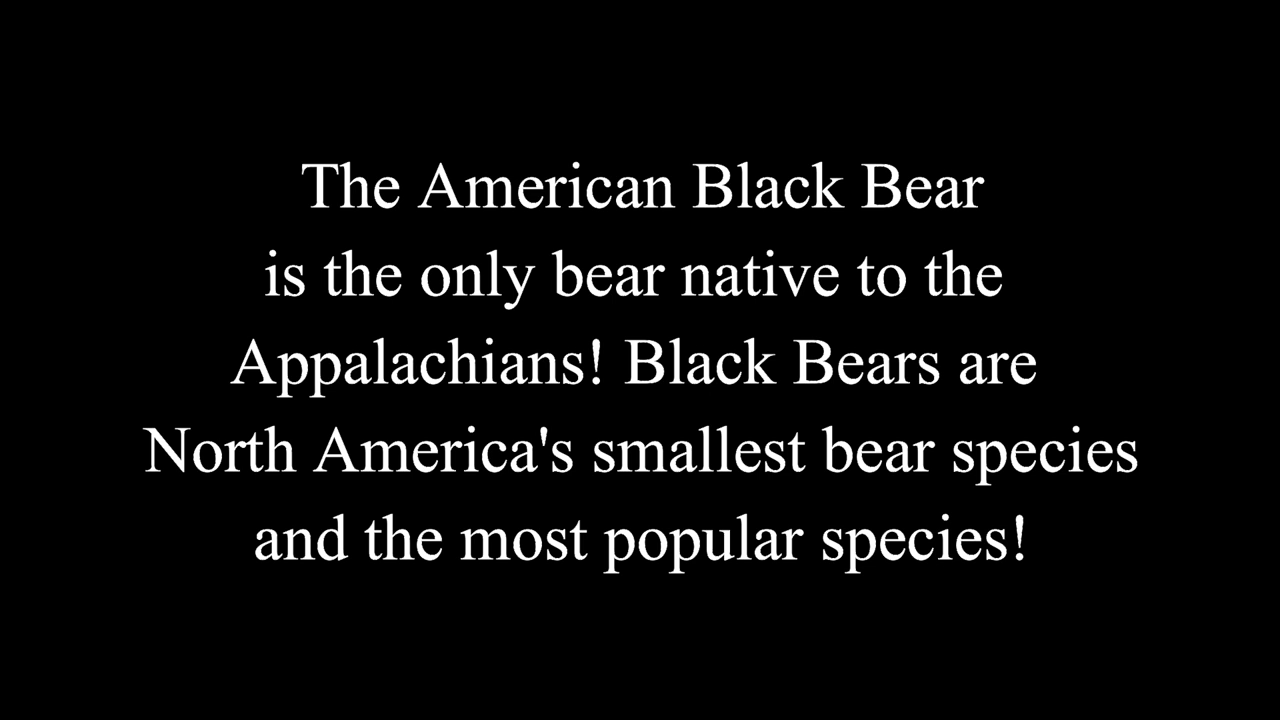 The American Black Bear
is the only bear native to the
Appalachians! Black Bears are
North America's smallest bear species
and the most popular species!